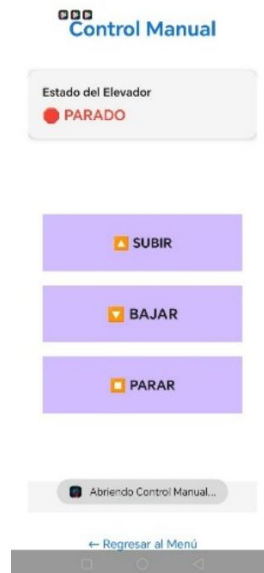 Control Manual
Estado del Elevador
PARADO
SUBIR
BAJAR
PARAR
Abriendo Control Manual...
← Regresar al Menú